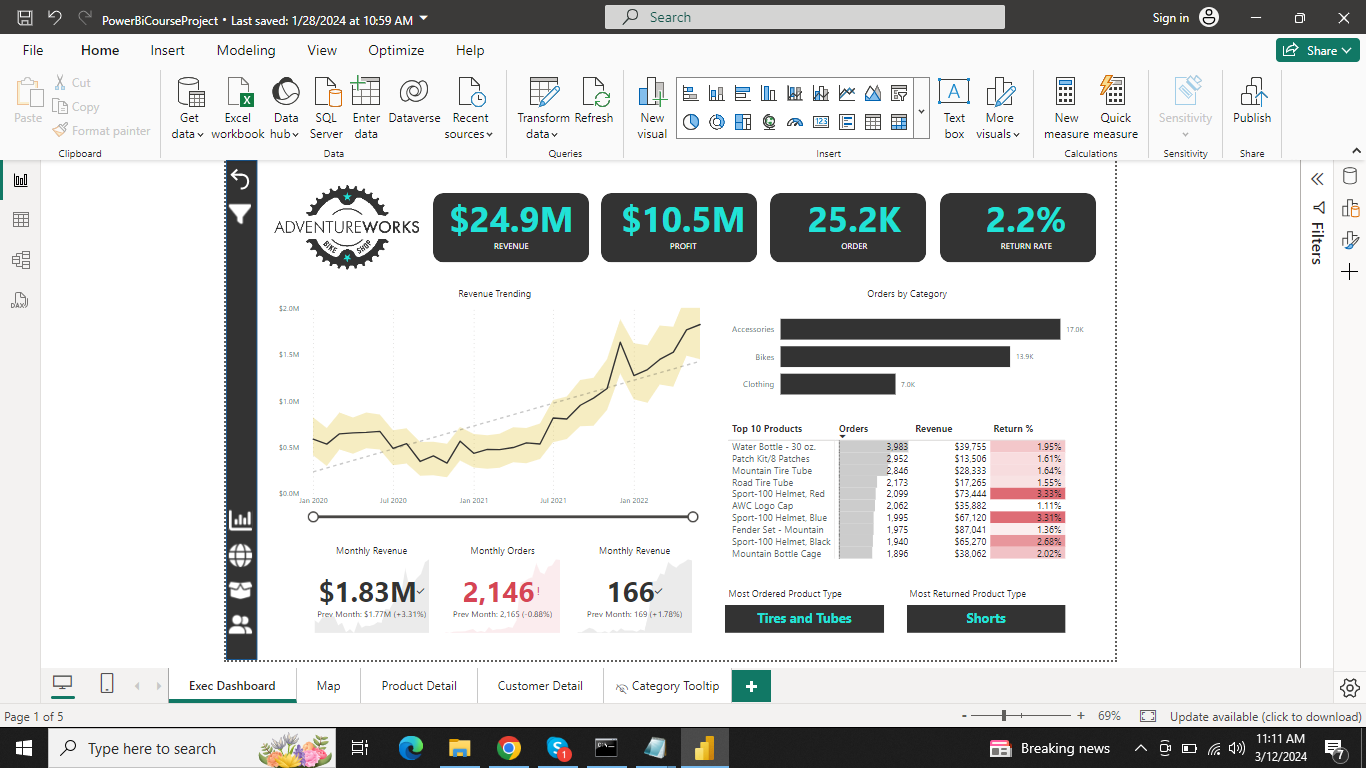 PowerBiCourseProject • Last saved: 1/28/2024 at 10:59 AM
Search
Sign in
File Home Insert Modeling View Optimize Help
Share
Paste
Cut
Copy
Format painter
Clipboard
Get data
Excel workbook
Data hub
SQL Server
Enter data
Dataverse
Recent sources
Data
Transform data
Refresh
Queries
New visual
Text box
More visuals
Insert
New measure
Quick measure
Calculations
Sensitivity
Sensitivity
Publish
Share
ADVENTUREWORKS
BIKE SHOP
$24.9M
REVENUE
$10.5M
PROFIT
25.2K
ORDER
2.2%
RETURN RATE
Filters
DAX
Revenue Trending
$2.0M
$1.5M
$1.0M
$0.5M
$0.0M
Jan 2020 Jul 2020 Jan 2021 Jul 2021 Jan 2022
Orders by Category
Accessories 17.0K
Bikes 13.9K
Clothing 7.0K
Top 10 Products Orders Revenue Return %
Water Bottle - 30 oz. 3,983 $39,755 1.95%
Patch Kit/8 Patches 2,952 $13,506 1.61%
Mountain Tire Tube 2,846 $28,333 1.64%
Road Tire Tube 2,173 $17,265 1.55%
Sport-100 Helmet, Red 2,099 $73,444 3.33%
AWC Logo Cap 2,062 $35,882 1.11%
Sport-100 Helmet, Blue 1,995 $67,120 3.31%
Fender Set - Mountain 1,975 $87,041 1.36%
Sport-100 Helmet, Black 1,940 $65,270 2.68%
Mountain Bottle Cage 1,896 $38,062 2.02%
Monthly Revenue
$1.83M
Prev Month: $1.77M (+3.31%)
Monthly Orders
2,146!
Prev Month: 2,165 (-0.88%)
Monthly Revenue
166
Prev Month: 169 (+1.78%)
Most Ordered Product Type
Tires and Tubes
Most Returned Product Type
Shorts
Exec Dashboard Map Product Detail Customer Detail Category Tooltip +
Page 1 of 5
- + 69%
Update available (click to download)
Type here to search
1
Breaking news
11:11 AM
3/12/2024
7